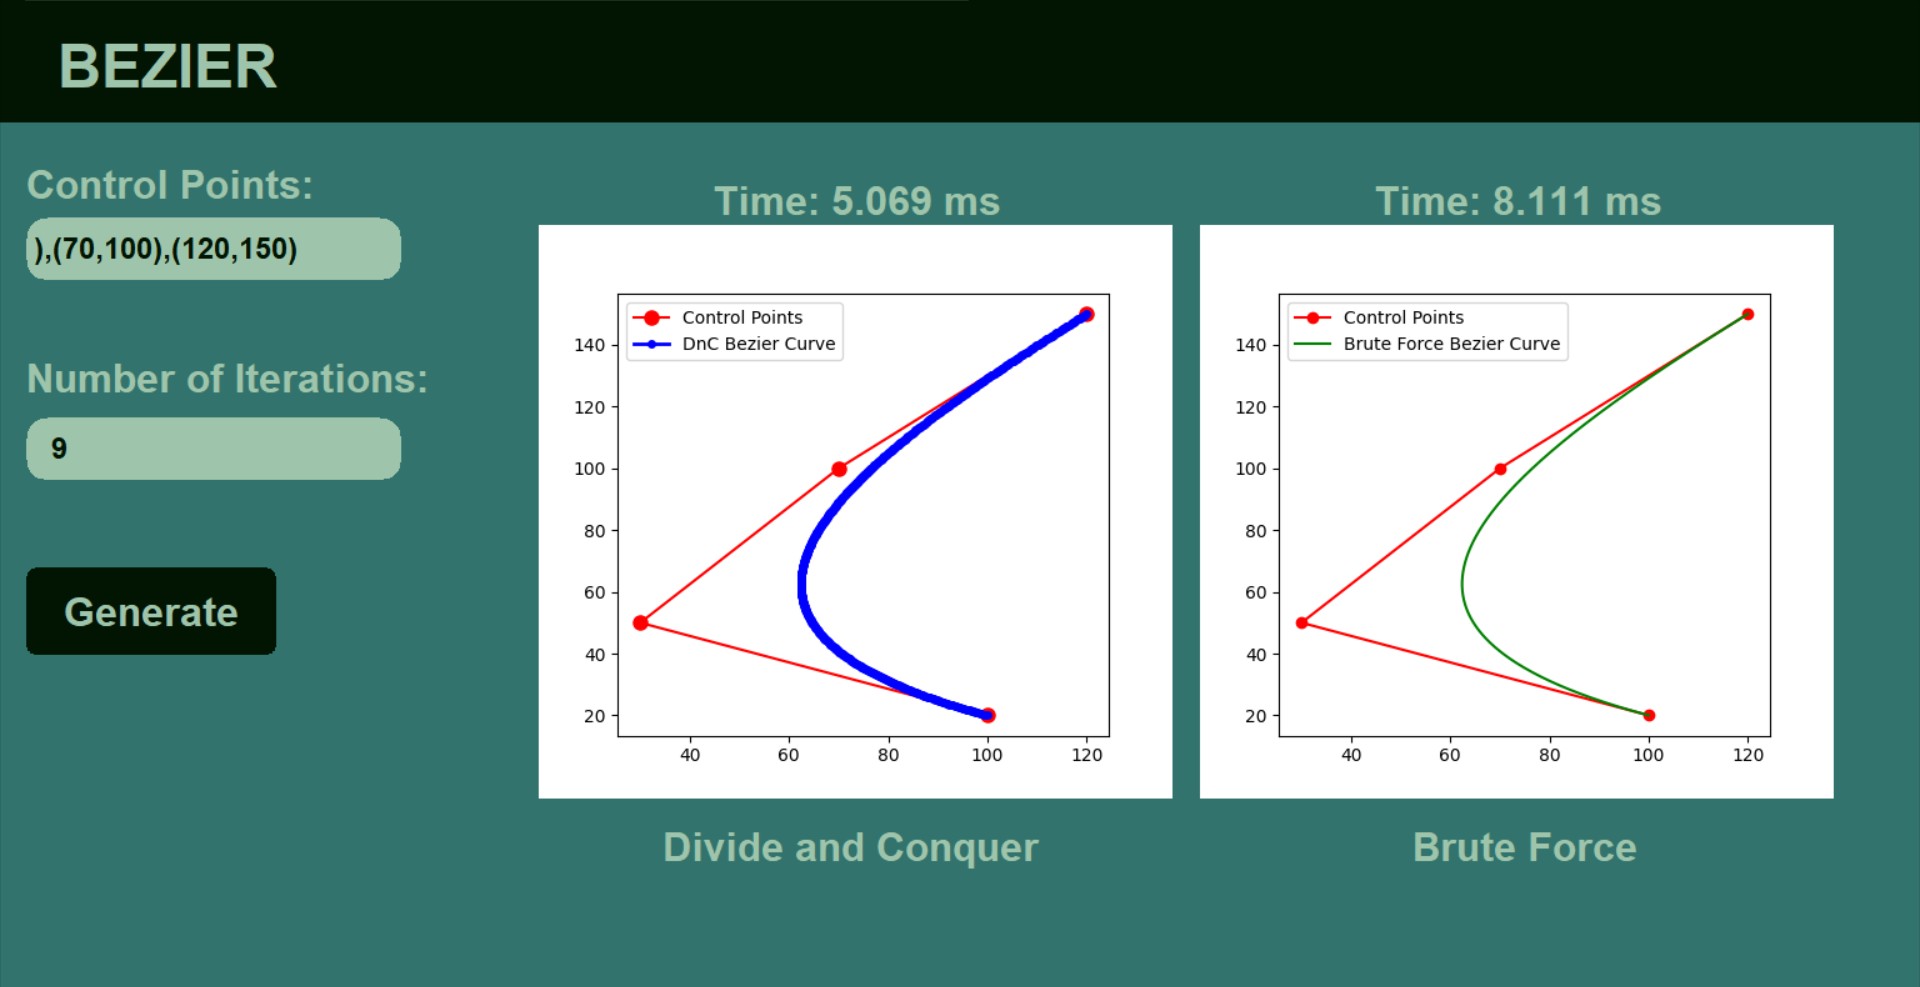 BEZIER
Control Points:
),(70,100),(120,150)
Number of Iterations:
9
Generate
Time: 5.069 ms
Control Points
DnC Bezier Curve
140
120
100
80
60
40
20
40 60 80 100 120
Divide and Conquer
Time: 8.111 ms
Control Points
Brute Force Bezier Curve
140
120
100
80
60
40
20
40 60 80 100 120
Brute Force